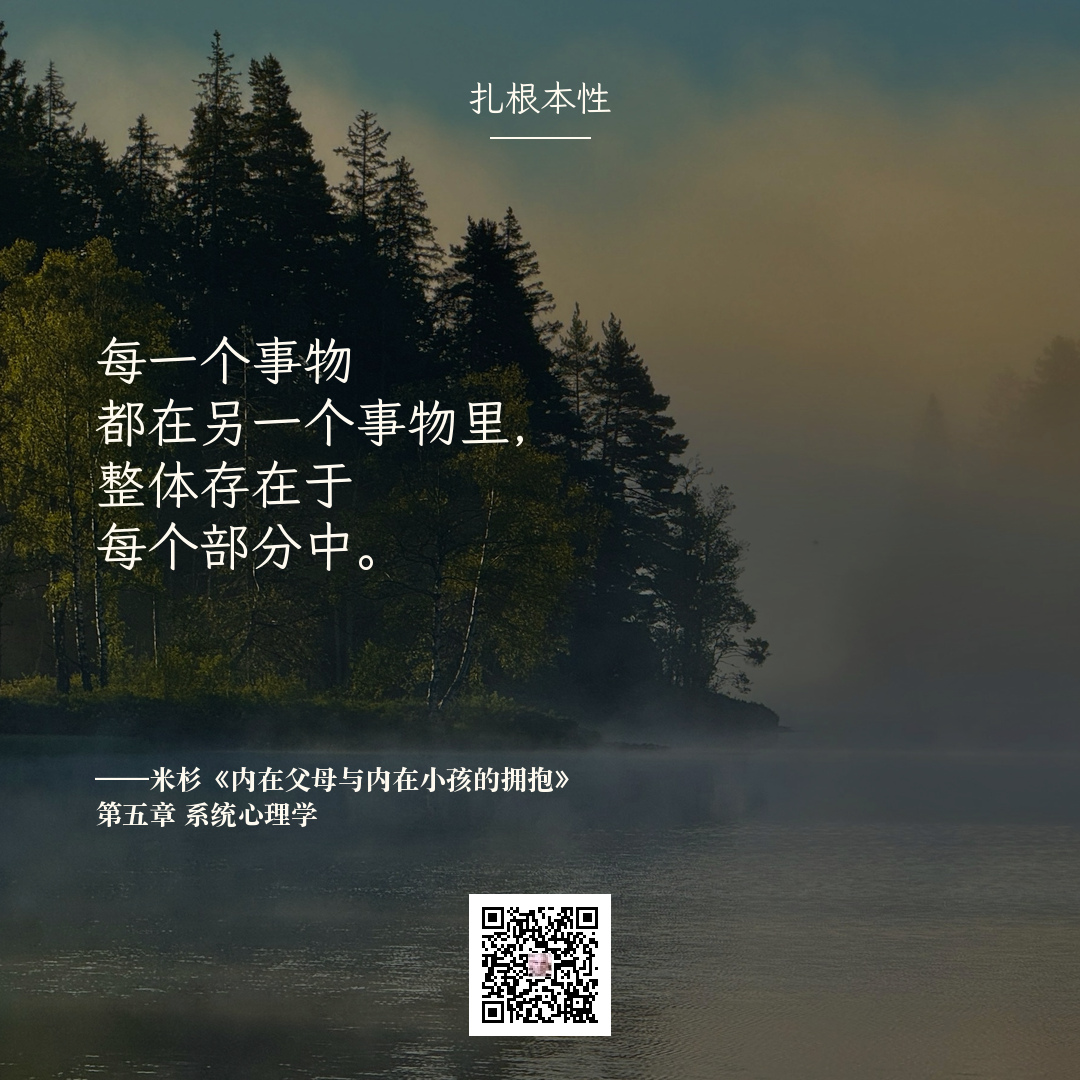 扎根本性
每一个事物
都在另一个事物里，
整体存在于
每个部分中。
——米杉《内在父母与内在小孩的拥抱》
第五章 系统心理学